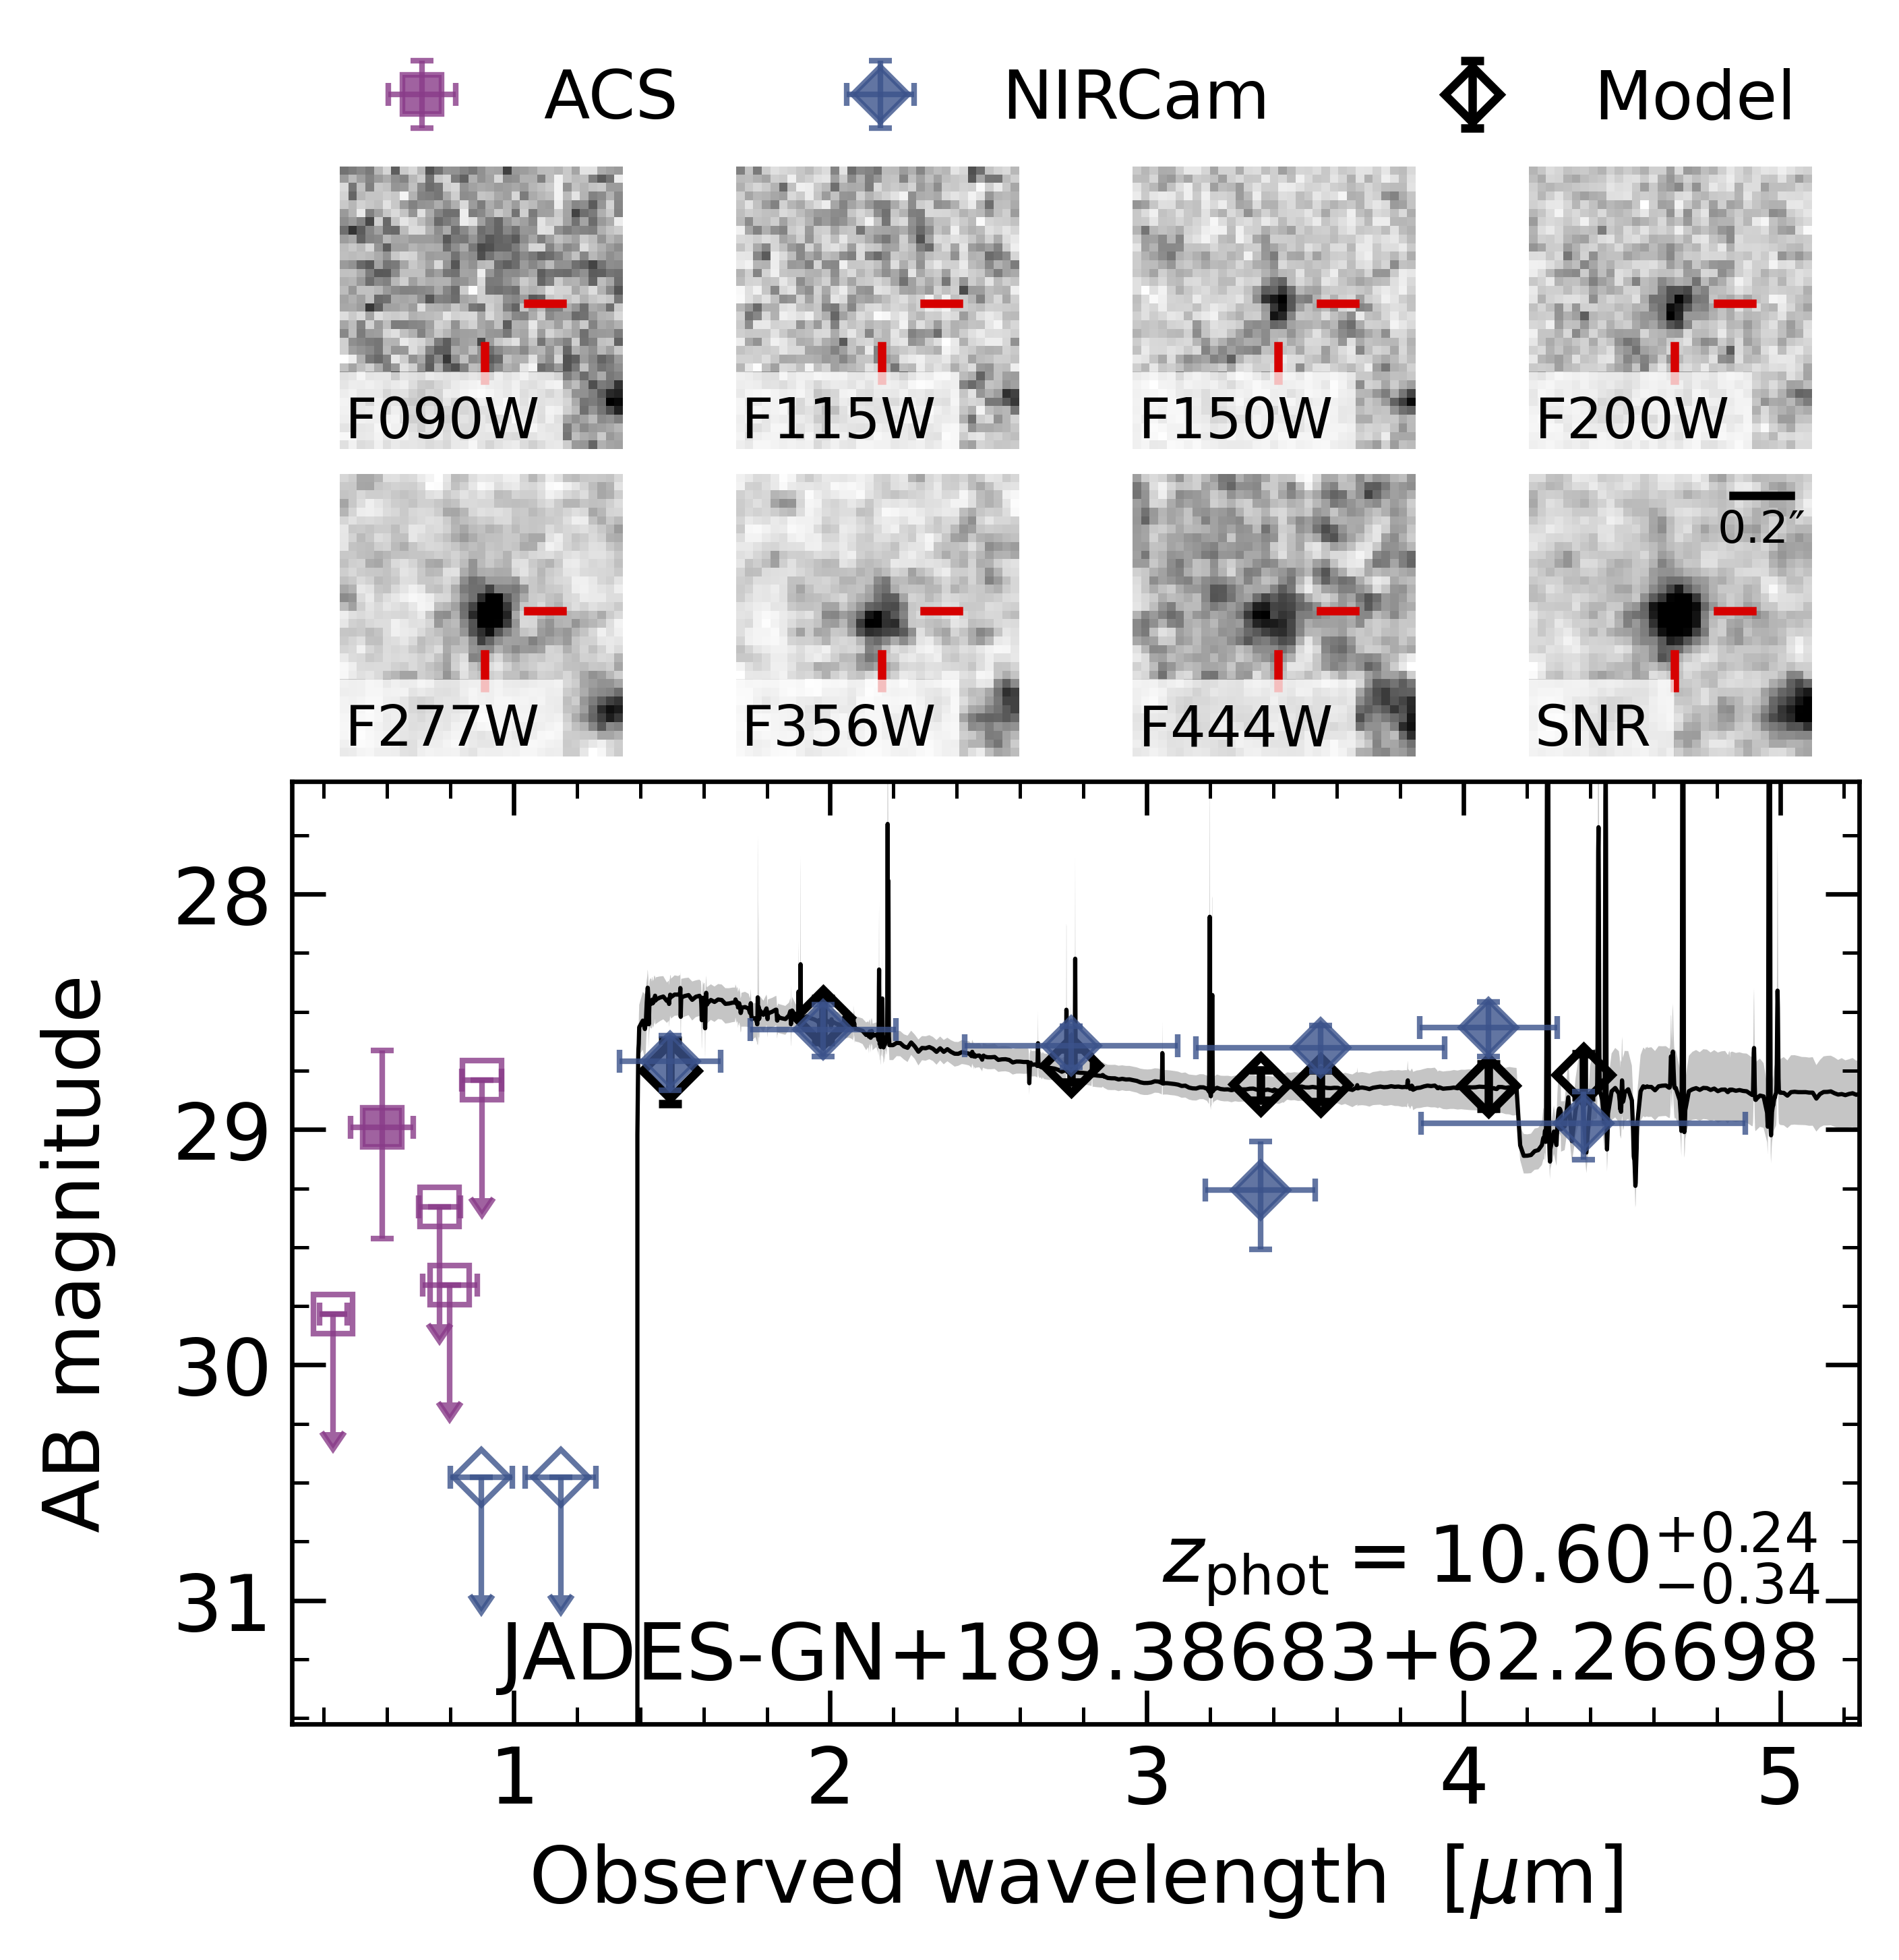 ACS NIRCam Model
F090W F115W F150W F200W
0.2″
F277W F356W F444W SNR
AB magnitude
28
29
30
31
z_phot = 10.60^{+0.24}_{−0.34}
JADES-GN+189.38683+62.26698
1 2 3 4 5
Observed wavelength [μm]